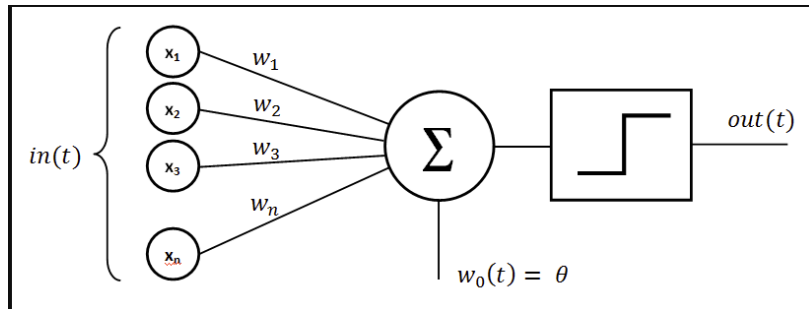 in(t)
x₁
x₂
x₃
xₙ
w₁
w₂
w₃
wₙ
Σ
w₀(t) = θ
out(t)